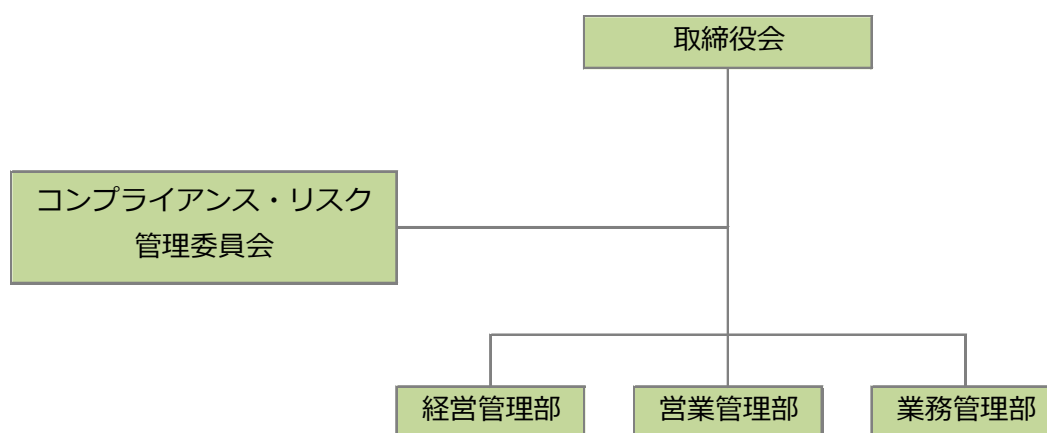 取締役会
コンプライアンス・リスク
管理委員会
経営管理部
営業管理部
業務管理部